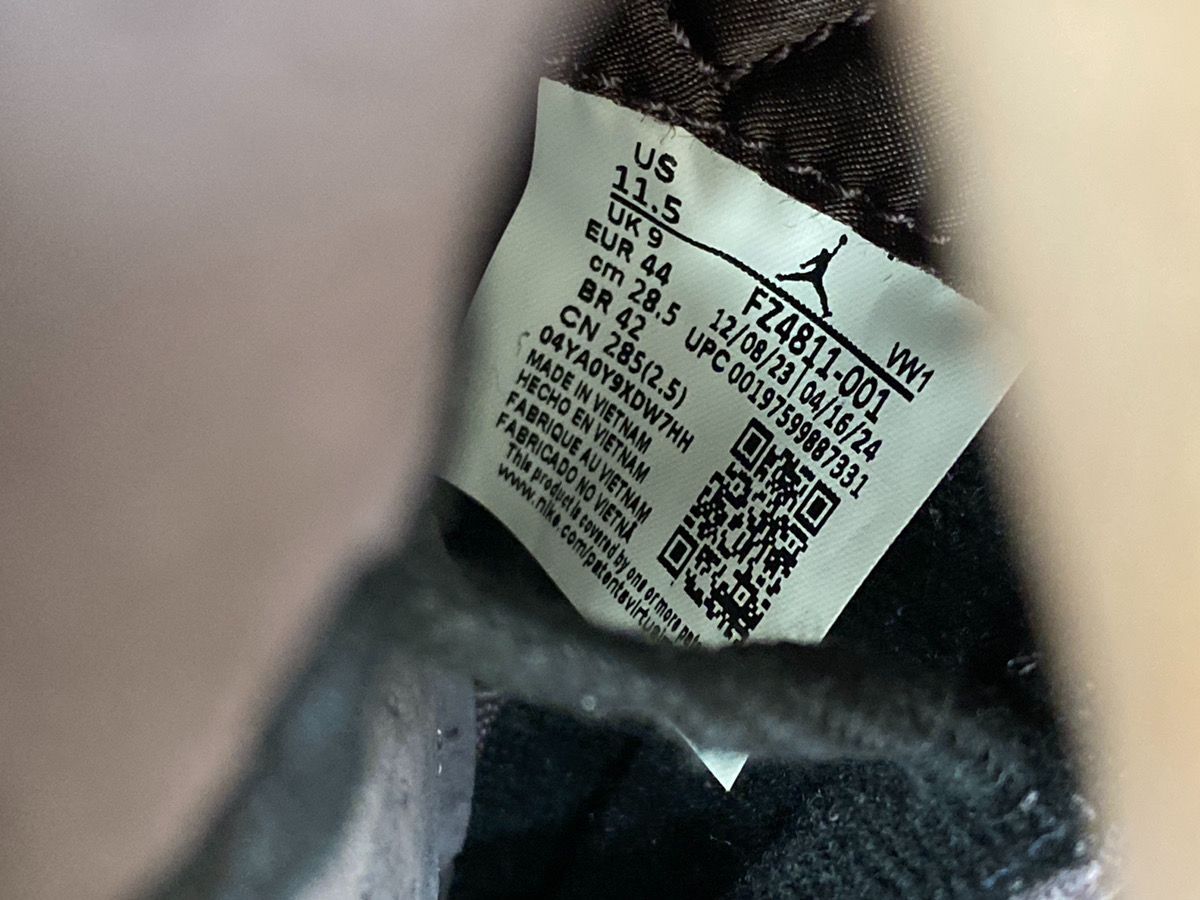 US
11.5
UK 9
EUR 44
cm 28.5
BR 42
CN 285(2.5)
04YA0Y9XDW7HH
MADE IN VIETNAM
HECHO EN VIETNAM
FABRIQUE AU VIETNAM
FABRICADO NO VIETNÃ
This product is covered by one or more
www.nike.com/patents
VW1
FZ4811-001
12/08/23|04/16/24
UPC 00197599887331